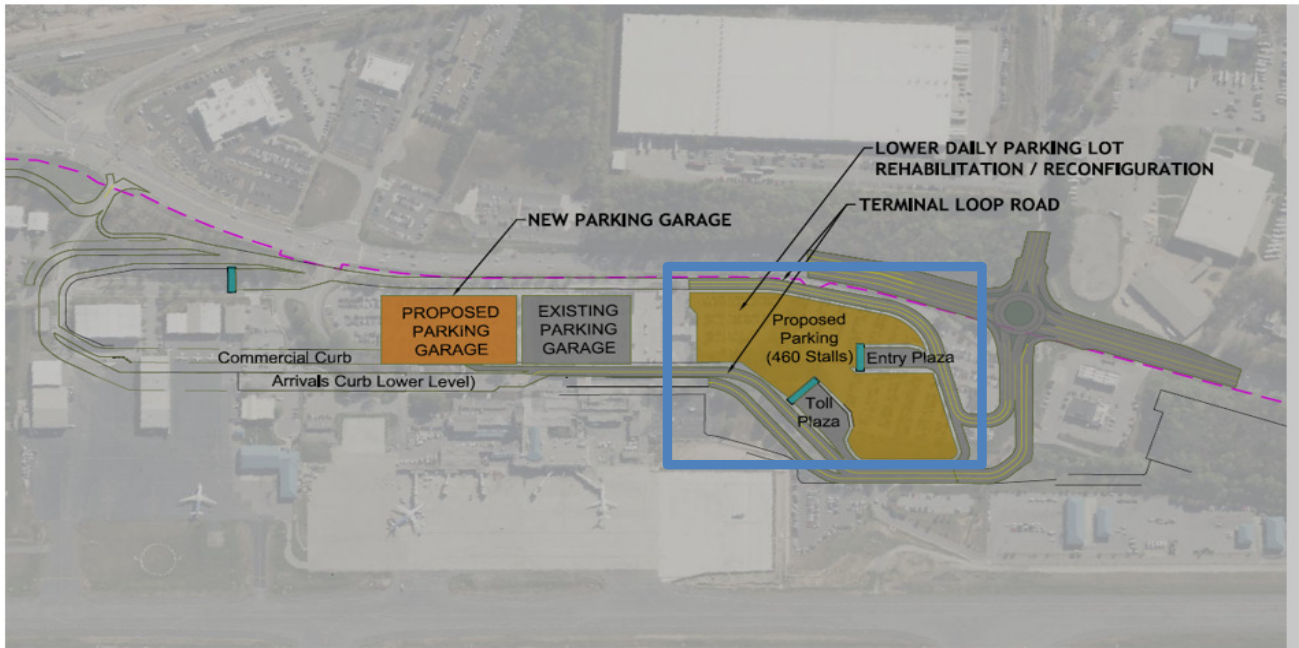 LOWER DAILY PARKING LOT
REHABILITATION / RECONFIGURATION
TERMINAL LOOP ROAD
NEW PARKING GARAGE
PROPOSED
PARKING
GARAGE
EXISTING
PARKING
GARAGE
Proposed
Parking
(460 Stalls)
Entry Plaza
Commercial Curb
Arrivals Curb Lower Level)
Toll
Plaza